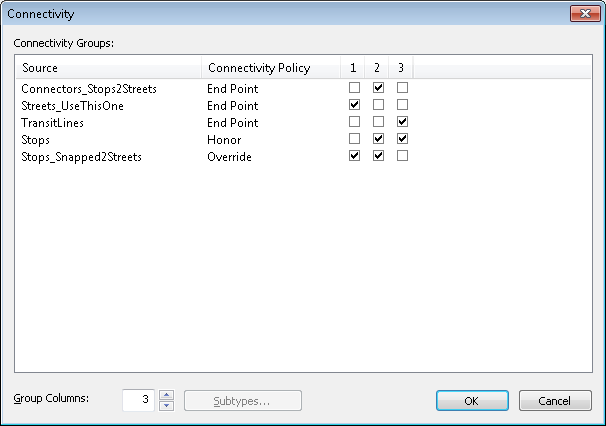 Connectivity
Connectivity Groups:
Source Connectivity Policy 1 2 3
Connectors_Stops2Streets End Point
Streets_UseThisOne End Point
TransitLines End Point
Stops Honor
Stops_Snapped2Streets Override
Group Columns: 3 Subtypes... OK Cancel